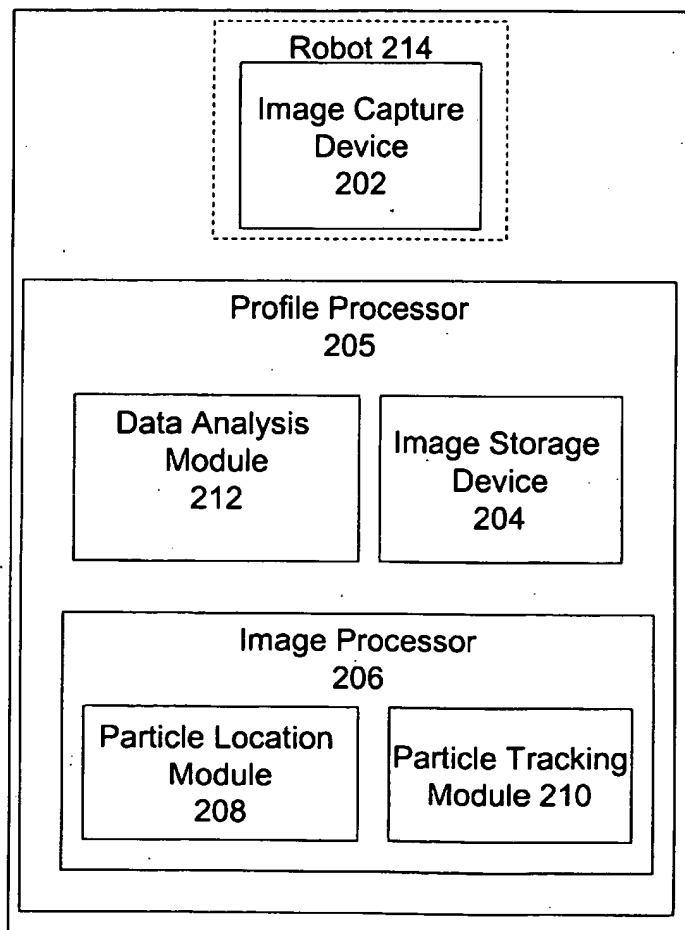 Robot 214
Image Capture
Device
202
Profile Processor
205
Data Analysis
Module
212
Image Storage
Device
204
Image Processor
206
Particle Location
Module
208
Particle Tracking
Module 210